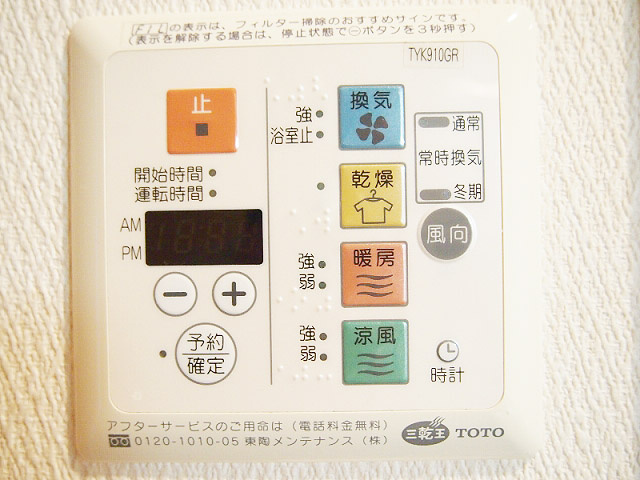 FILの表示は、フィルター掃除のおすすめサインです。
(表示を解除する場合は、停止状態で⊖ボタンを3秒押す)
TYK910GR
止
開始時間
運転時間
AM
PM
− +
予約
確定
強
浴室止
換気
乾燥
強
弱
暖房
強
弱
涼風
通常
常時換気
冬期
風向
時計
アフターサービスのご用命は(電話料金無料)
0120-1010-05 東陶メンテナンス(株)
三乾王 TOTO